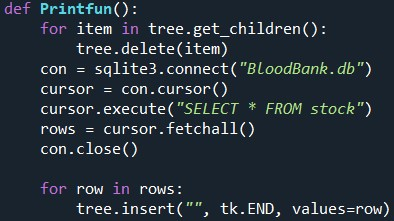 def Printfun():
    for item in tree.get_children():
        tree.delete(item)
    con = sqlite3.connect("BloodBank.db")
    cursor = con.cursor()
    cursor.execute("SELECT * FROM stock")
    rows = cursor.fetchall()
    con.close()

    for row in rows:
        tree.insert("", tk.END, values=row)